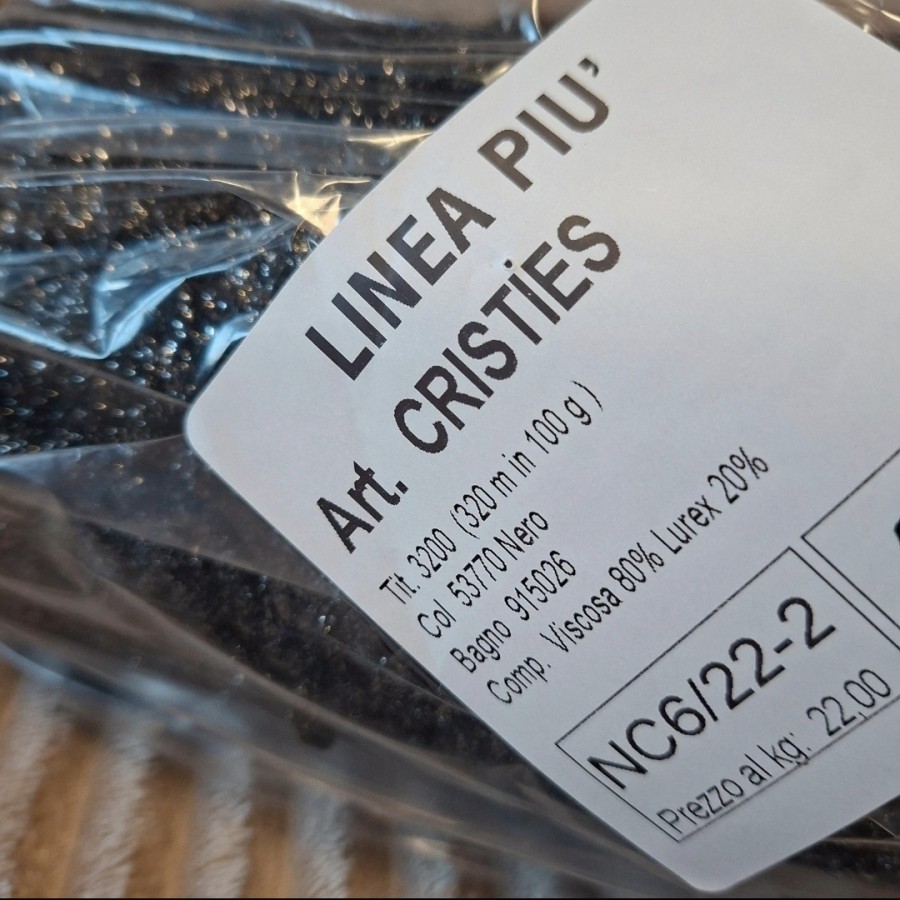 LINEA PIU'
Art. CRISTIES
Tit. 3200 (320 m in 100 g )
Col 53770 Nero
Bagno 915026
Comp. Viscosa 80% Lurex 20%
NC6/22-2
Prezzo al kg: 22,00